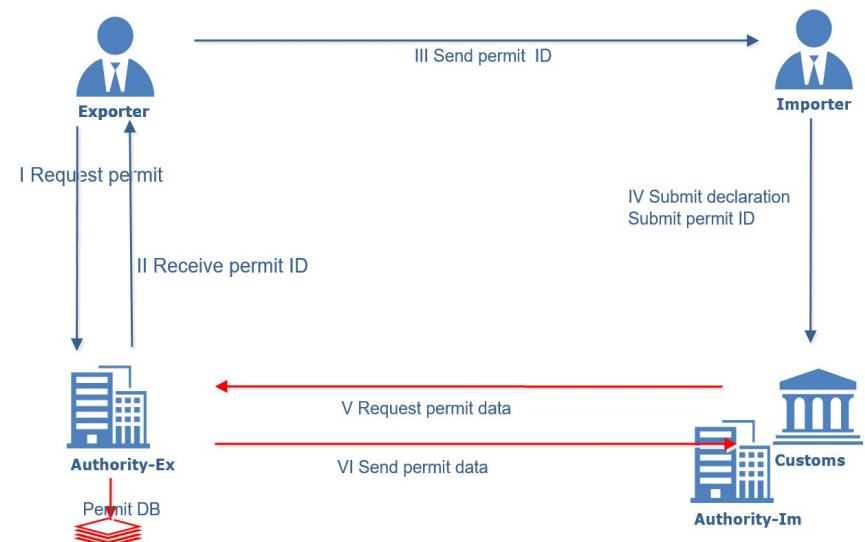 III Send permit ID
Exporter
Importer
I Request permit
IV Submit declaration
Submit permit ID
II Receive permit ID
V Request permit data
VI Send permit data
Authority-Ex
Customs
Permit DB
Authority-Im